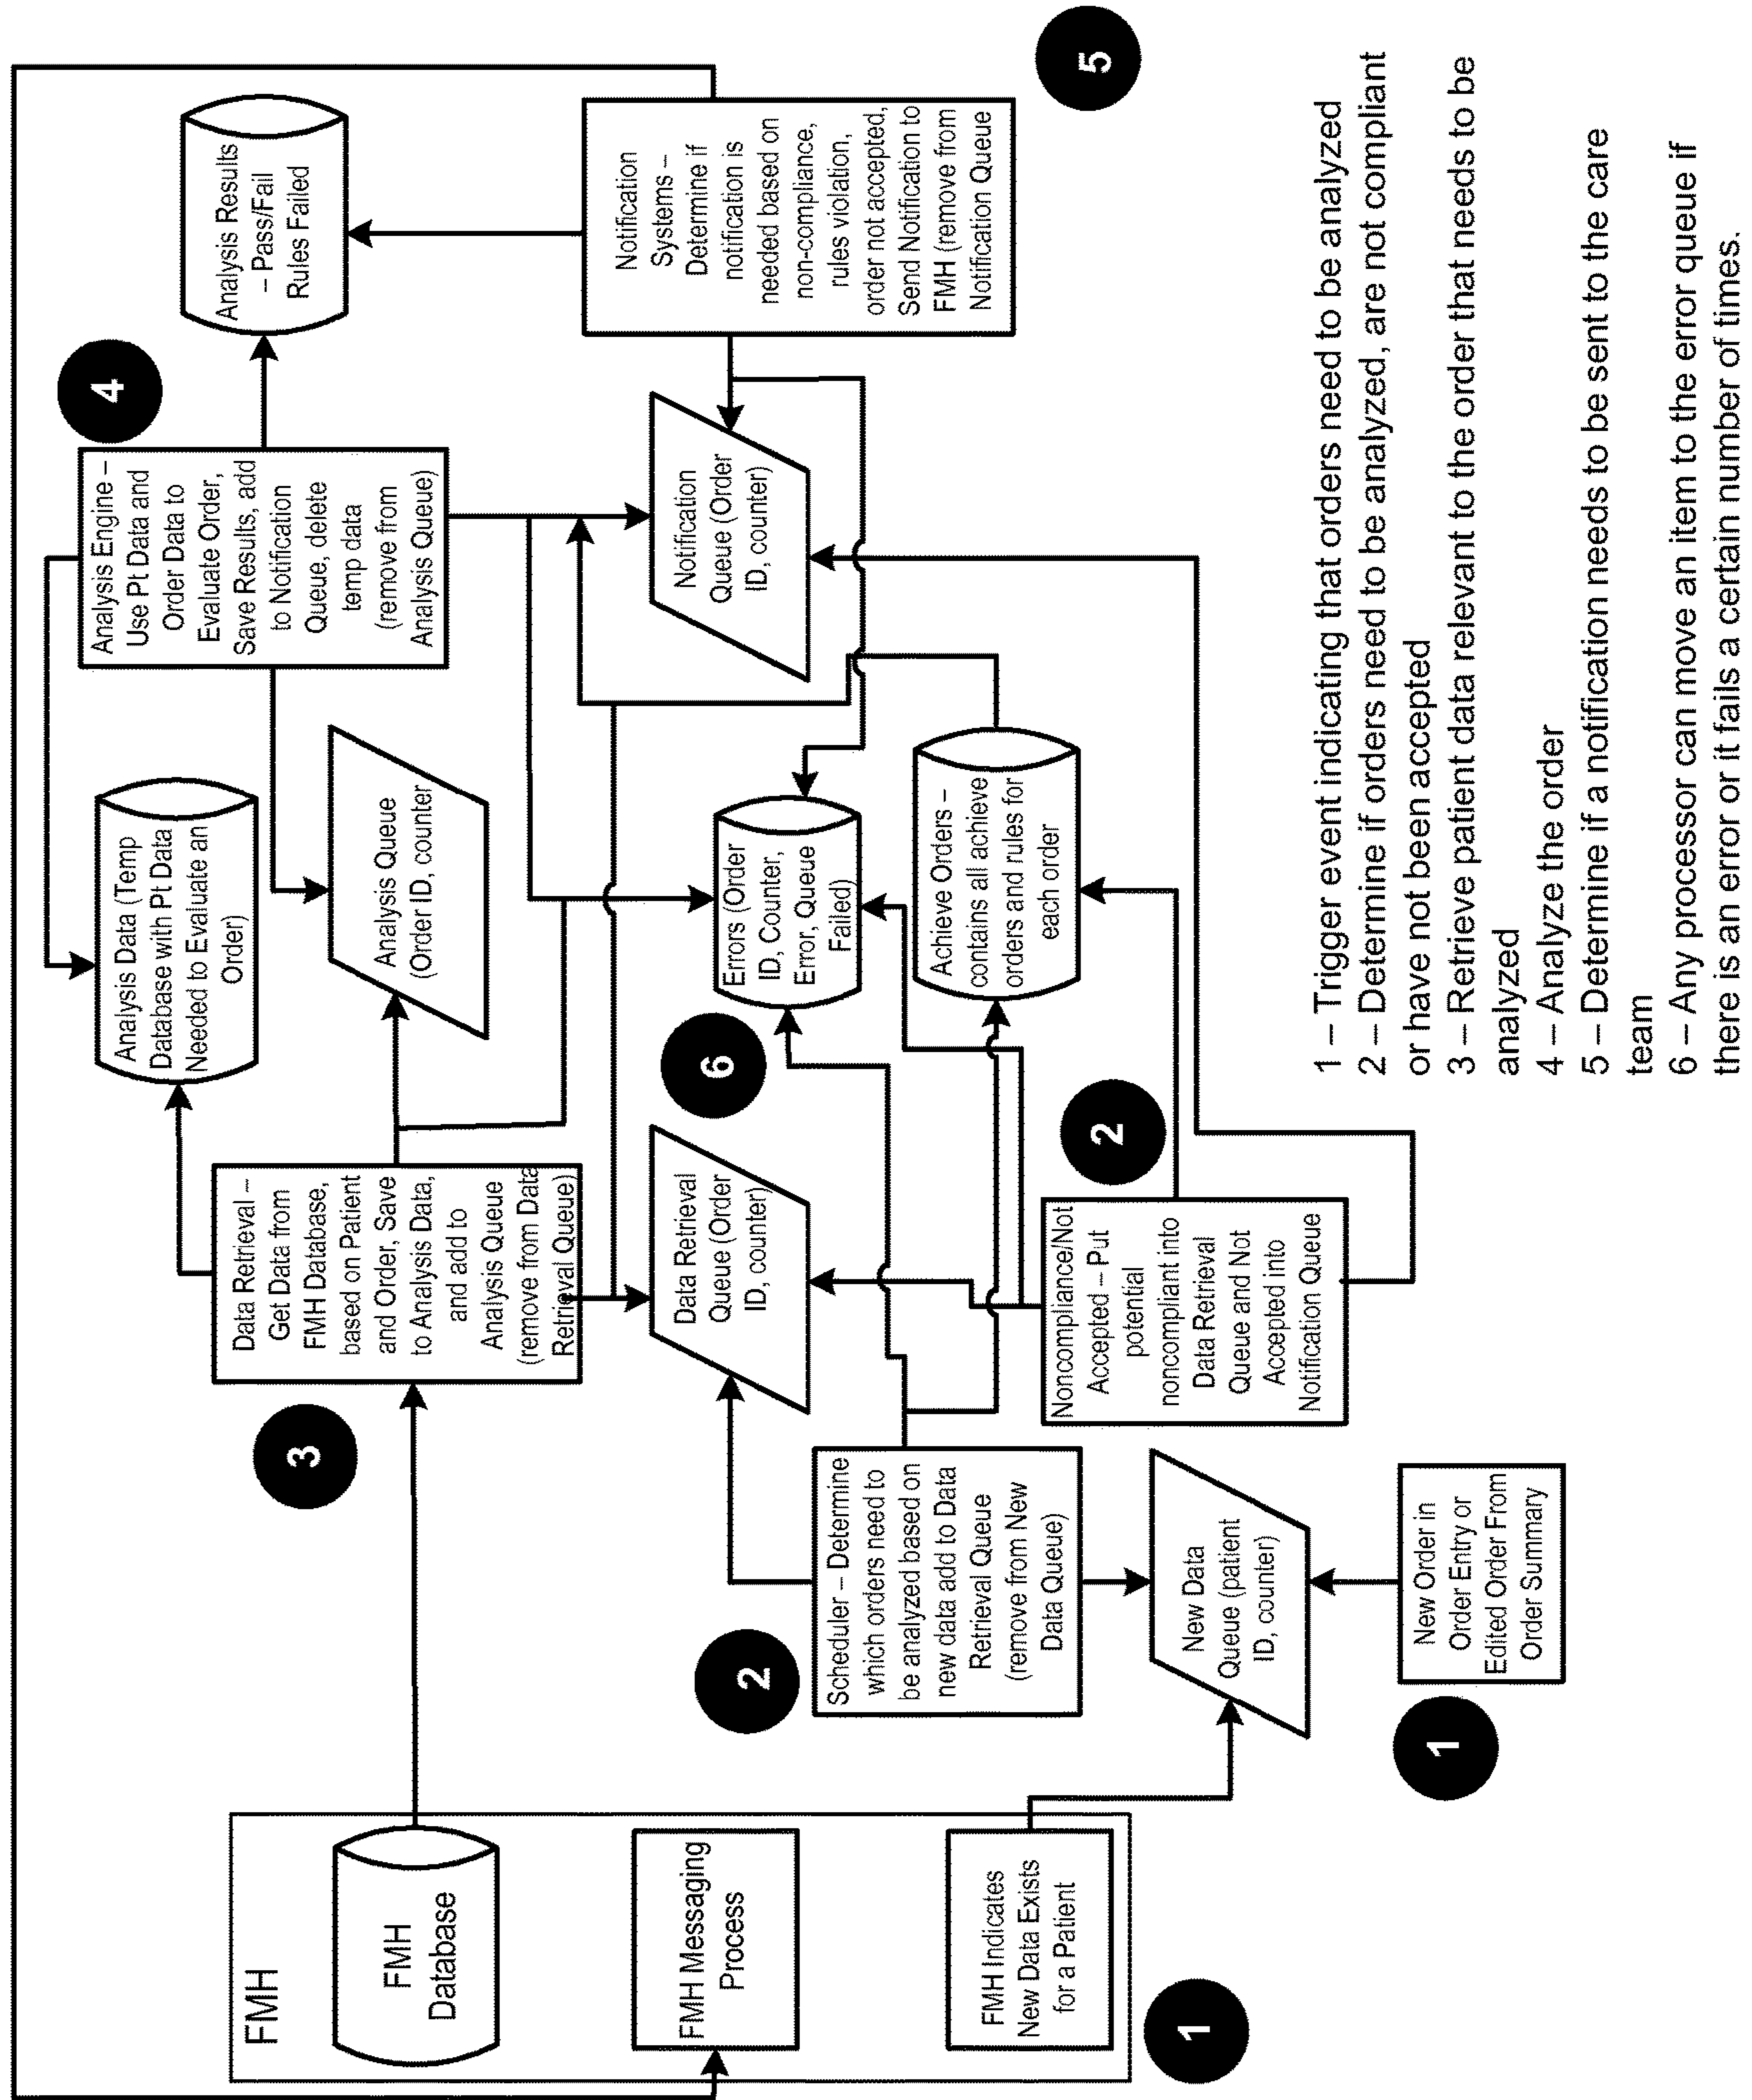 FMH
FMH
Database
FMH Messaging
Process
FMH Indicates
New Data Exists
for a Patient
1
3
Data Retrieval –
Get Data from
FMH Database,
based on Patient
and Order, Save
to Analysis Data,
and add to
Analysis Queue
(remove from Data
Retrieval Queue)
Analysis Data (Temp
Database with Pt Data
Needed to Evaluate an
Order)
Analysis Queue
(Order ID, counter
4
Analysis Engine –
Use Pt Data and
Order Data to
Evaluate Order,
Save Results, add
to Notification
Queue, delete
temp data
(remove from
Analysis Queue)
Analysis Results
– Pass/Fail
Rules Failed
2
Scheduler – Determine
which orders need to
be analyzed based on
new data add to Data
Retrieval Queue
(remove from New
Data Queue)
Data Retrieval
Queue (Order
ID, counter)
6
Errors (Order
ID, Counter,
Error, Queue
Failed)
Notification
Queue (Order
ID, counter)
Notification
Systems –
Determine if
notification is
needed based on
non-compliance,
rules violation,
order not accepted,
Send Notification to
FMH (remove from
Notification Queue
5
Achieve Orders –
contains all achieve
orders and rules for
each order
2
Noncompliance/Not
Accepted – Put
potential
noncompliant into
Data Retrieval
Queue and Not
Accepted into
Notification Queue
New Data
Queue (patient
ID, counter)
1
New Order in
Order Entry or
Edited Order From
Order Summary
1 – Trigger event indicating that orders need to be analyzed
2 – Determine if orders need to be analyzed, are not compliant
or have not been accepted
3 – Retrieve patient data relevant to the order that needs to be
analyzed
4 – Analyze the order
5 – Determine if a notification needs to be sent to the care
team
6 – Any processor can move an item to the error queue if
there is an error or it fails a certain number of times.